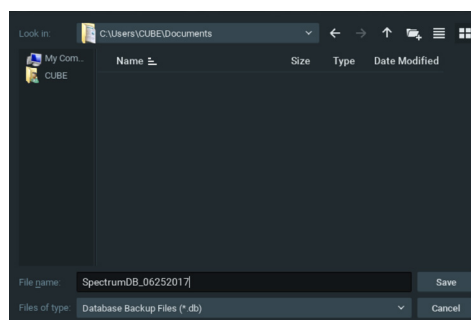 Look in: C:\Users\CUBE\Documents
My Com...
CUBE
Name Size Type Date Modified
File name: SpectrumDB_06252017 Save
Files of type: Database Backup Files (*.db) Cancel